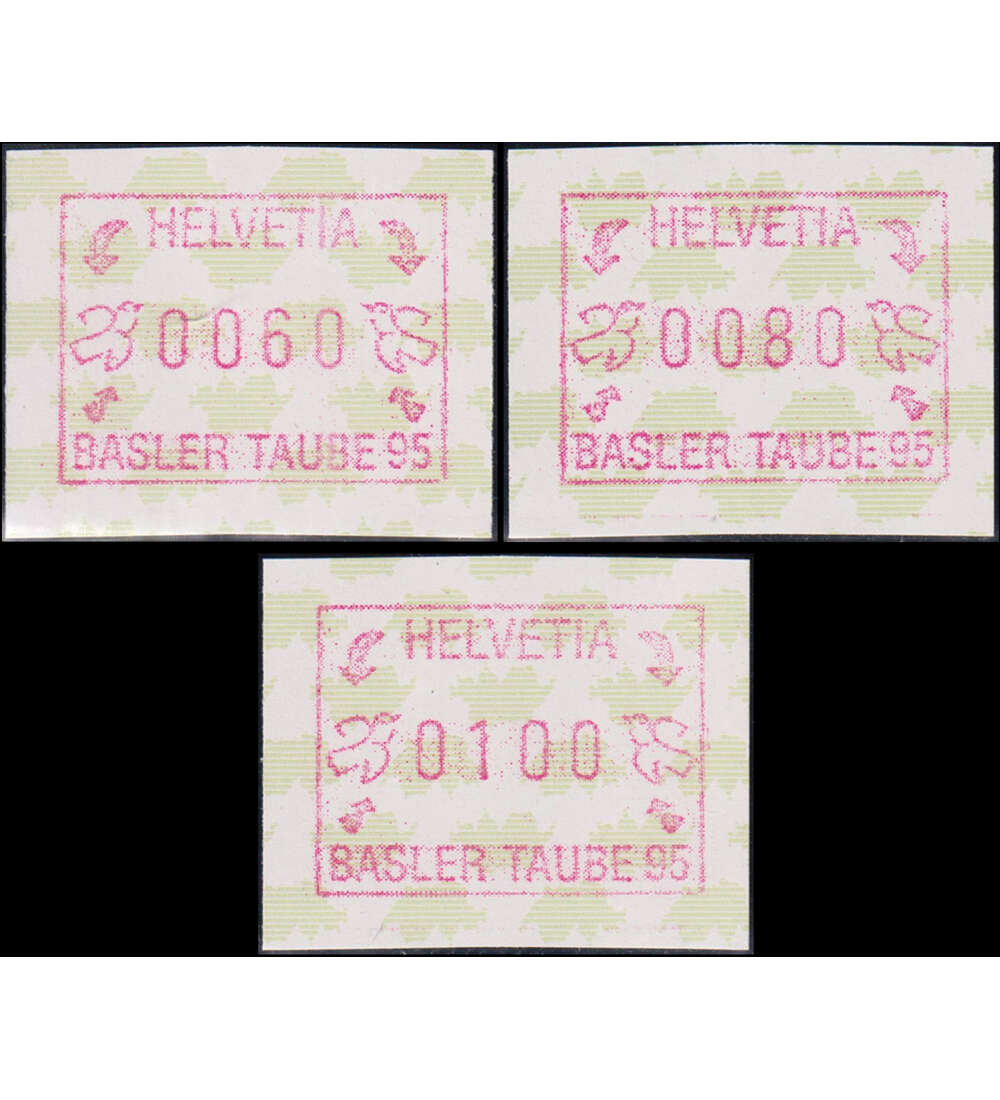 HELVETIA
0060
BASLER TAUBE 95
HELVETIA
0080
BASLER TAUBE 95
HELVETIA
0100
BASLER TAUBE 95